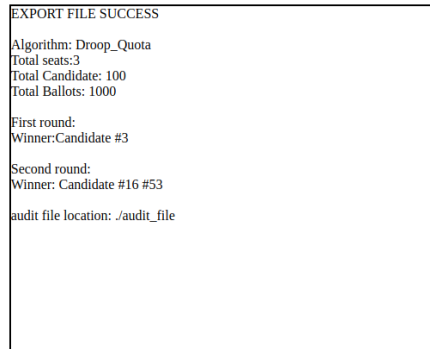 EXPORT FILE SUCCESS
Algorithm: Droop_Quota
Total seats:3
Total Candidate: 100
Total Ballots: 1000
First round:
Winner:Candidate #3
Second round:
Winner: Candidate #16 #53
audit file location: ./audit_file